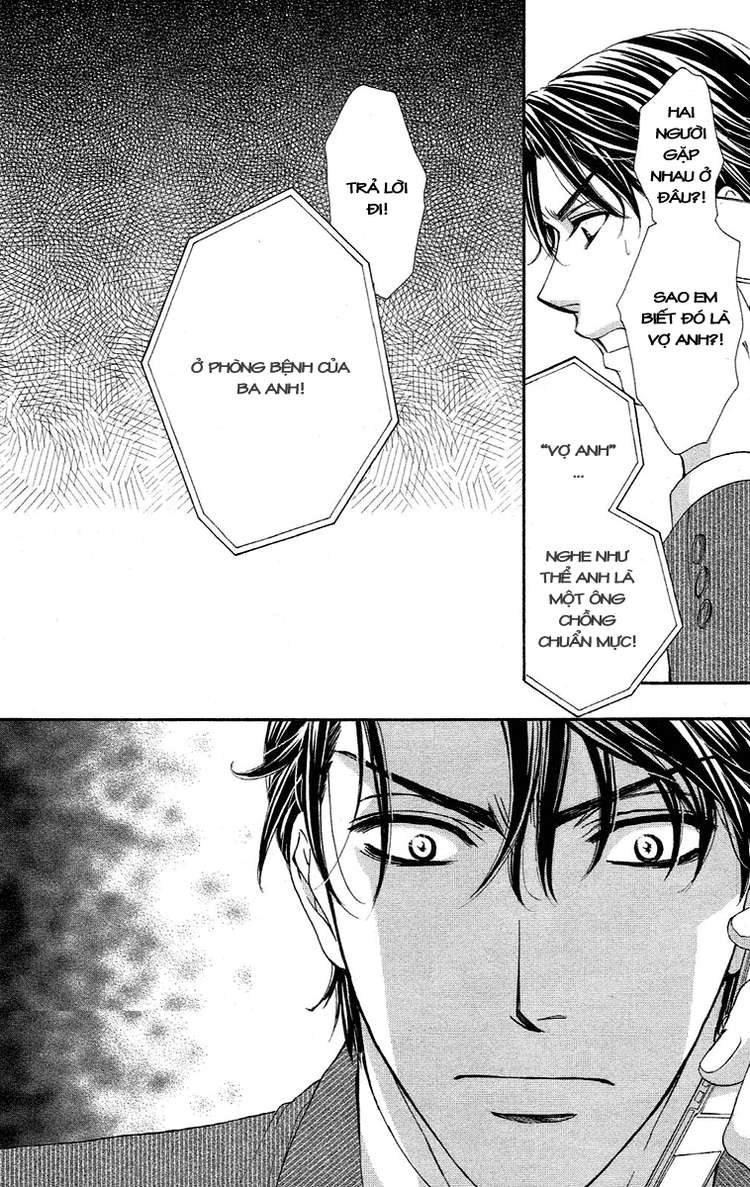 HAI
NGƯỜI
GẶP
NHAU Ở
ĐÂU?!
SAO EM
BIẾT ĐÓ LÀ
VỢ ANH?!
"VỢ ANH"
...
NGHE NHƯ
THỂ ANH LÀ
MỘT ÔNG
CHỒNG
CHUẨN MỰC!
TRẢ LỜI
ĐI!
Ở PHÒNG BỆNH CỦA
BA ANH!